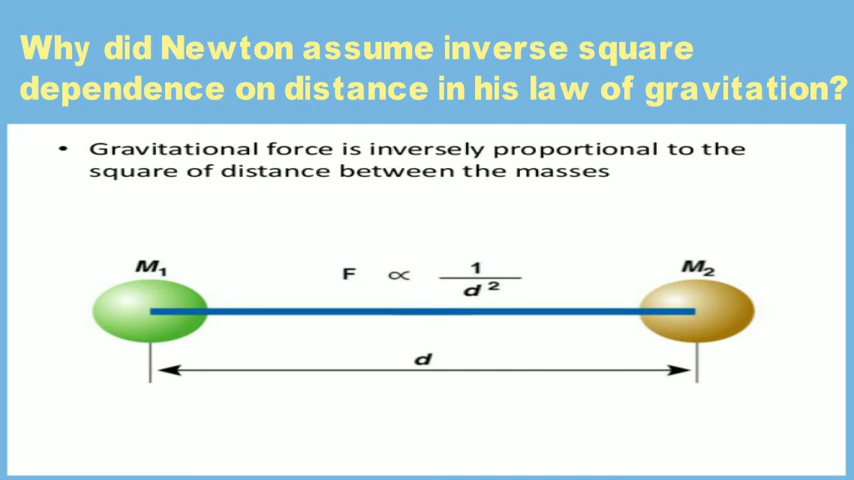 Why did Newton assume inverse square
dependence on distance in his law of gravitation?
• Gravitational force is inversely proportional to the
square of distance between the masses
M₁
F ∝ 1/d²
M₂
d